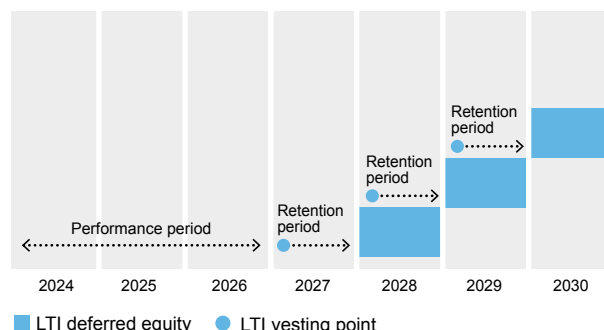 Retention
period
Retention
period
Performance period
Retention
period
2024 2025 2026 2027 2028 2029 2030
LTI deferred equity LTI vesting point